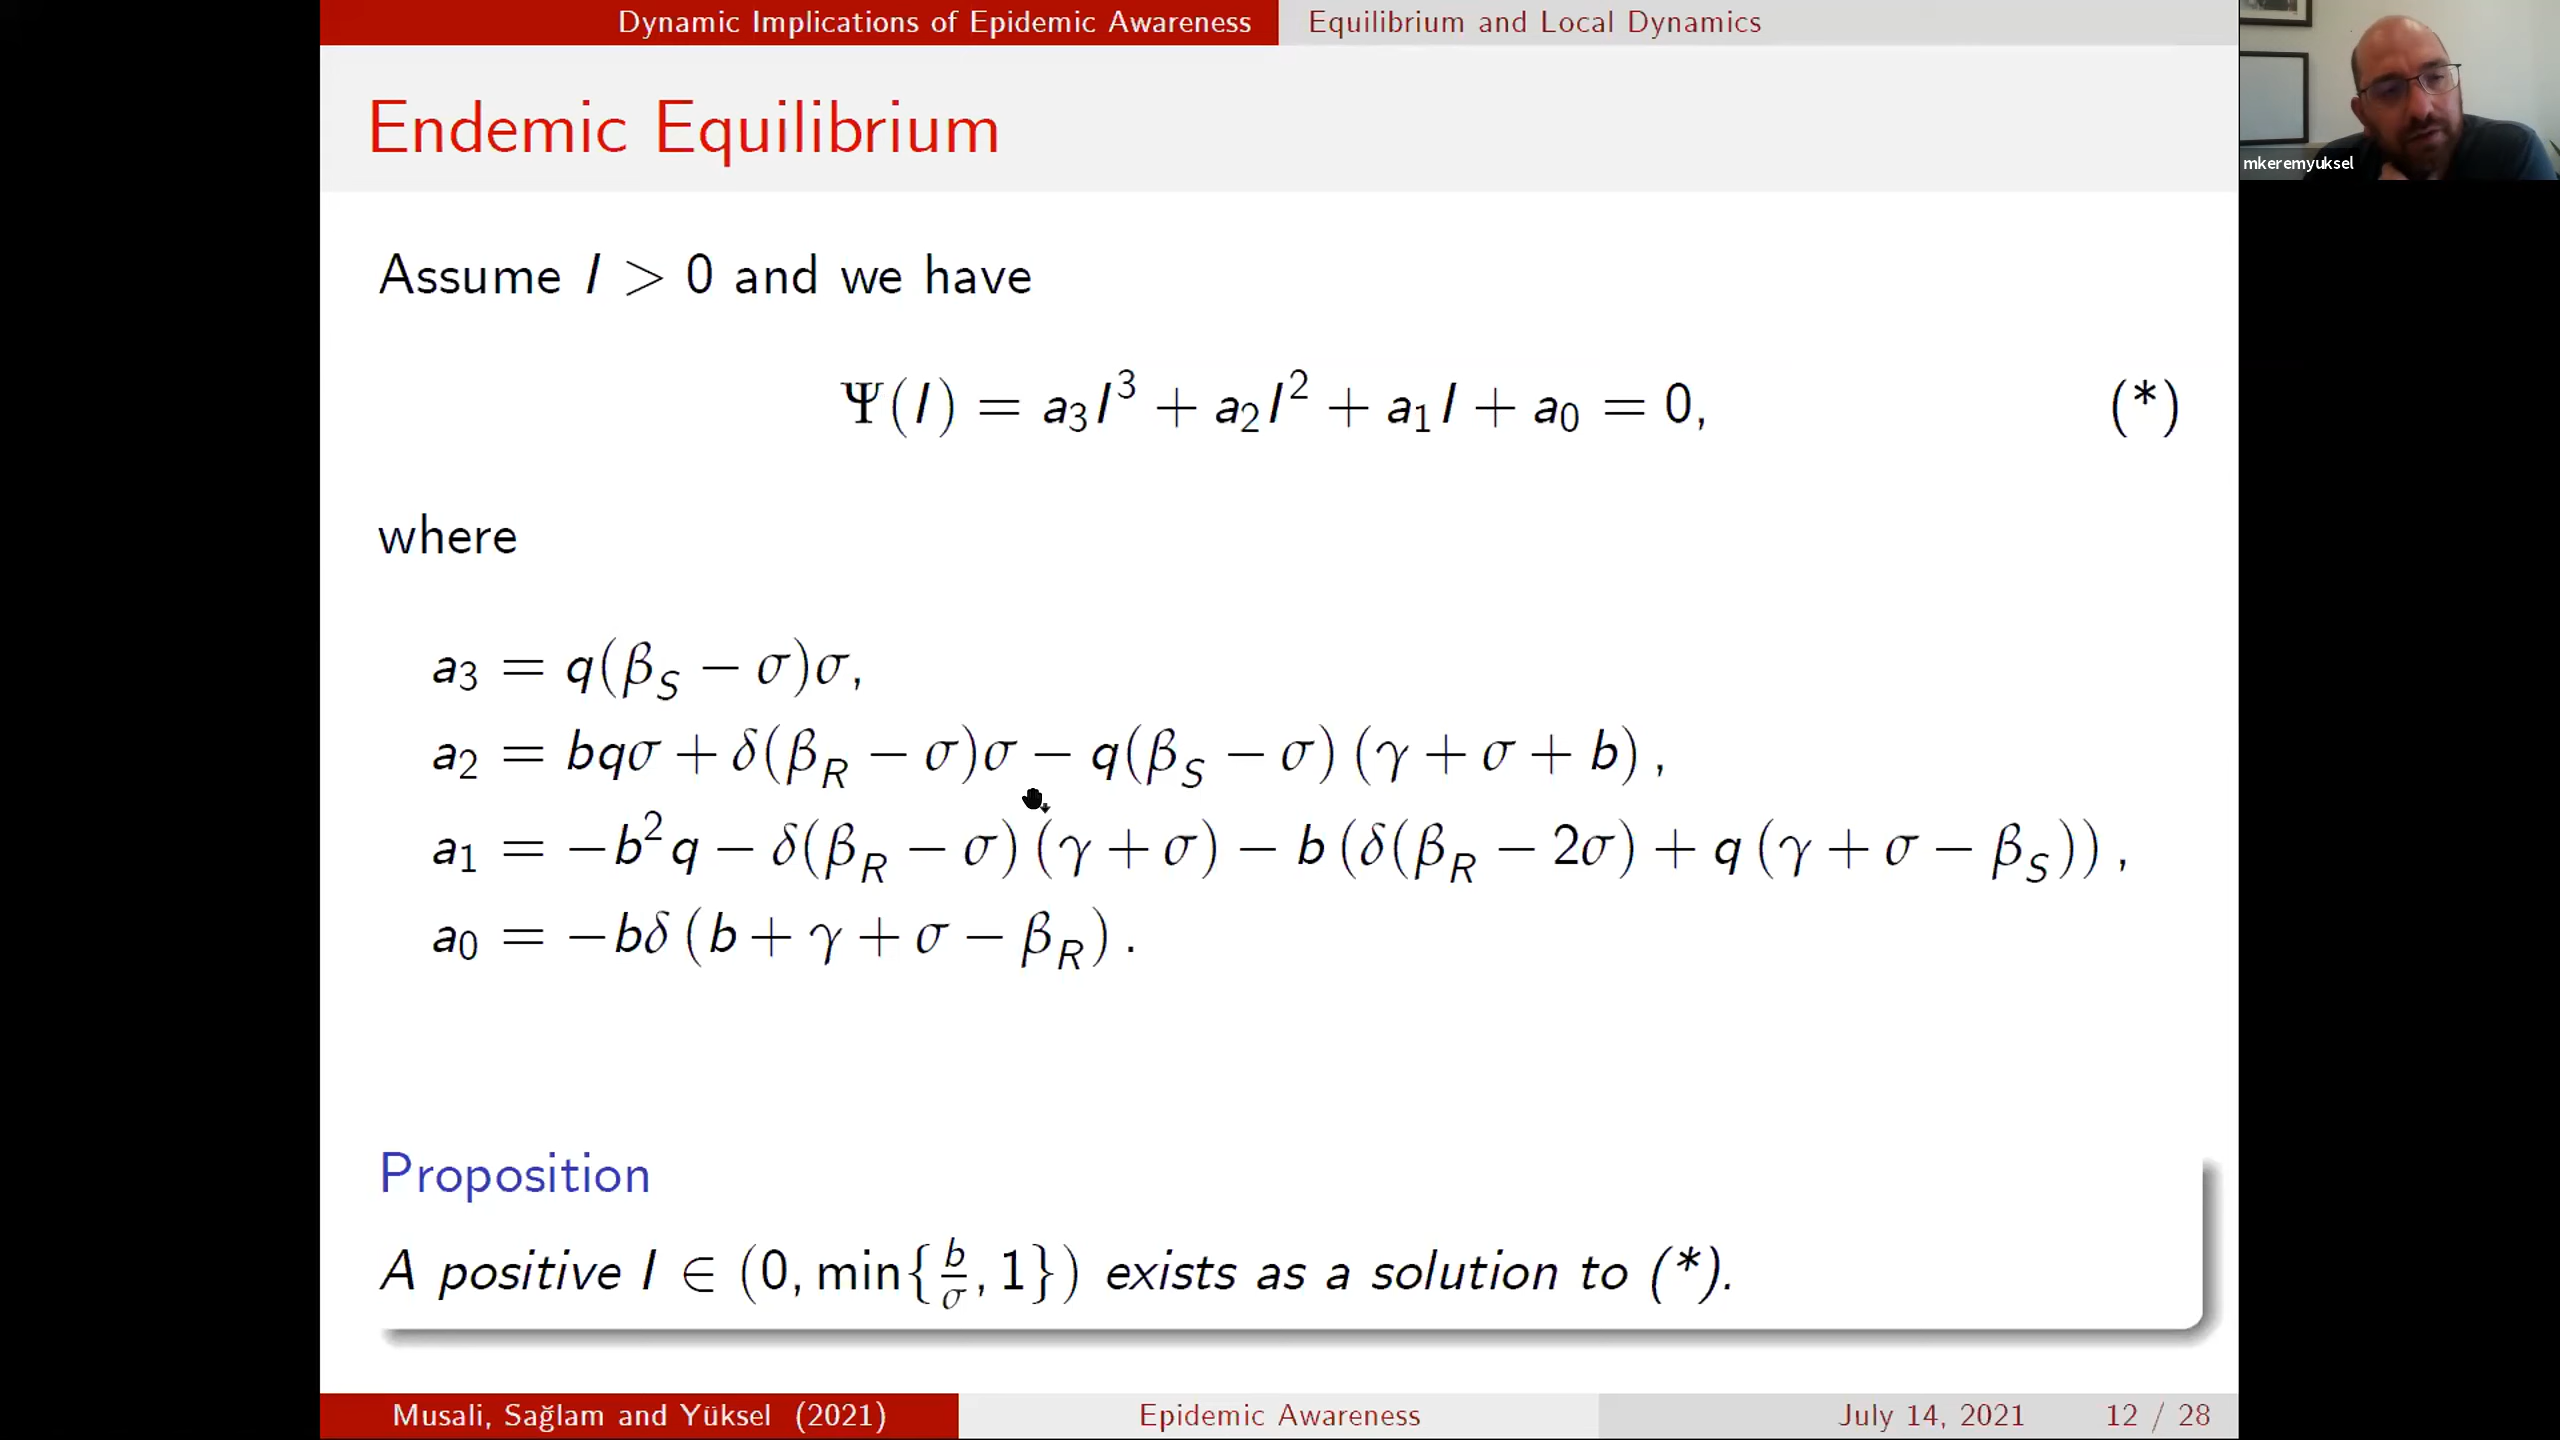 Dynamic Implications of Epidemic Awareness Equilibrium and Local Dynamics
mkeremyuksel
Endemic Equilibrium
Assume I > 0 and we have
Ψ(I) = a₃I³ + a₂I² + a₁I + a₀ = 0, (*)
where
a₃ = q(β_S − σ)σ,
a₂ = bqσ + δ(β_R − σ)σ − q(β_S − σ) (γ + σ + b) ,
a₁ = −b²q − δ(β_R − σ) (γ + σ) − b (δ(β_R − 2σ) + q (γ + σ − β_S)) ,
a₀ = −bδ (b + γ + σ − β_R) .
Proposition
A positive I ∈ (0, min{b/σ, 1}) exists as a solution to (*).
Musali, Sağlam and Yüksel (2021) Epidemic Awareness July 14, 2021 12 / 28